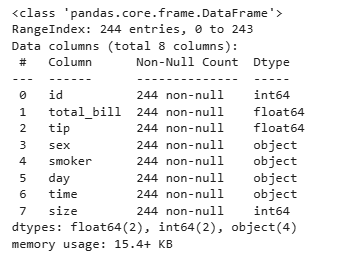 <class 'pandas.core.frame.DataFrame'>
RangeIndex: 244 entries, 0 to 243
Data columns (total 8 columns):
 #   Column      Non-Null Count  Dtype
---  ------      --------------  -----
 0   id          244 non-null    int64
 1   total_bill  244 non-null    float64
 2   tip         244 non-null    float64
 3   sex         244 non-null    object
 4   smoker      244 non-null    object
 5   day         244 non-null    object
 6   time        244 non-null    object
 7   size        244 non-null    int64
dtypes: float64(2), int64(2), object(4)
memory usage: 15.4+ KB